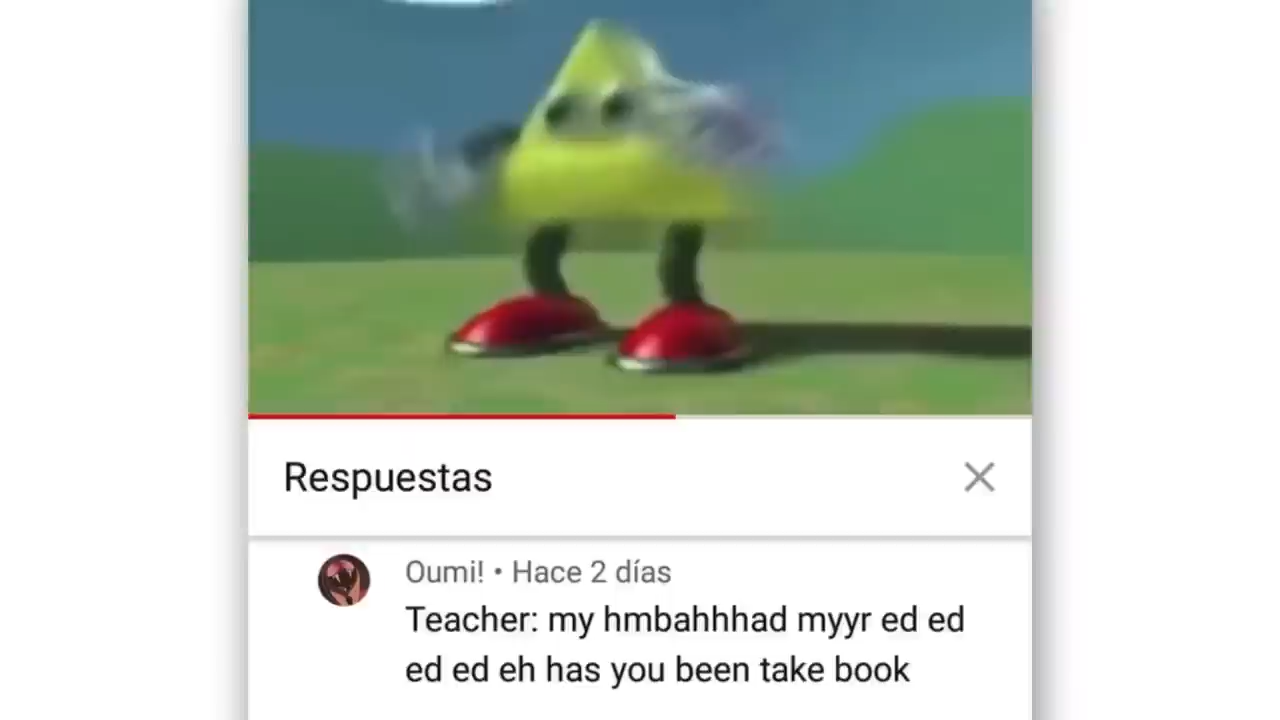 Respuestas
Oumi! • Hace 2 días
Teacher: my hmbahhhad myyr ed ed
ed ed eh has you been take book